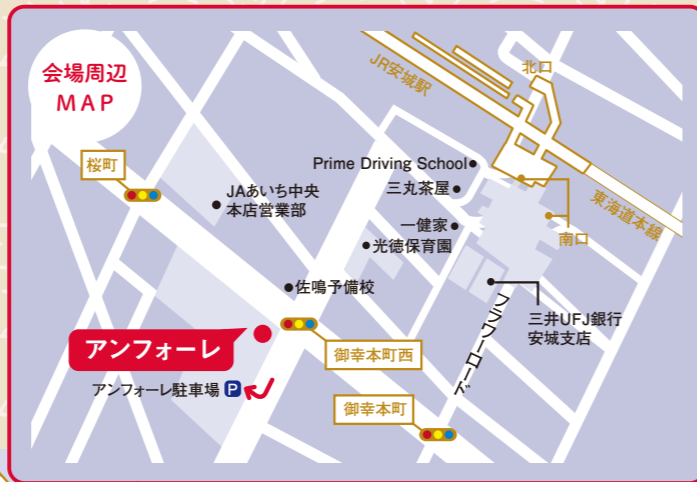 会場周辺
MAP
北口
JR安城駅
桜町
Prime Driving School
三丸茶屋
JAあいち中央
本店営業部
東海道本線
一健家
南口
光徳保育園
佐鳴予備校
三井UFJ銀行
安城支店
フラワーロード
アンフォーレ
御幸本町西
アンフォーレ駐車場 P
御幸本町